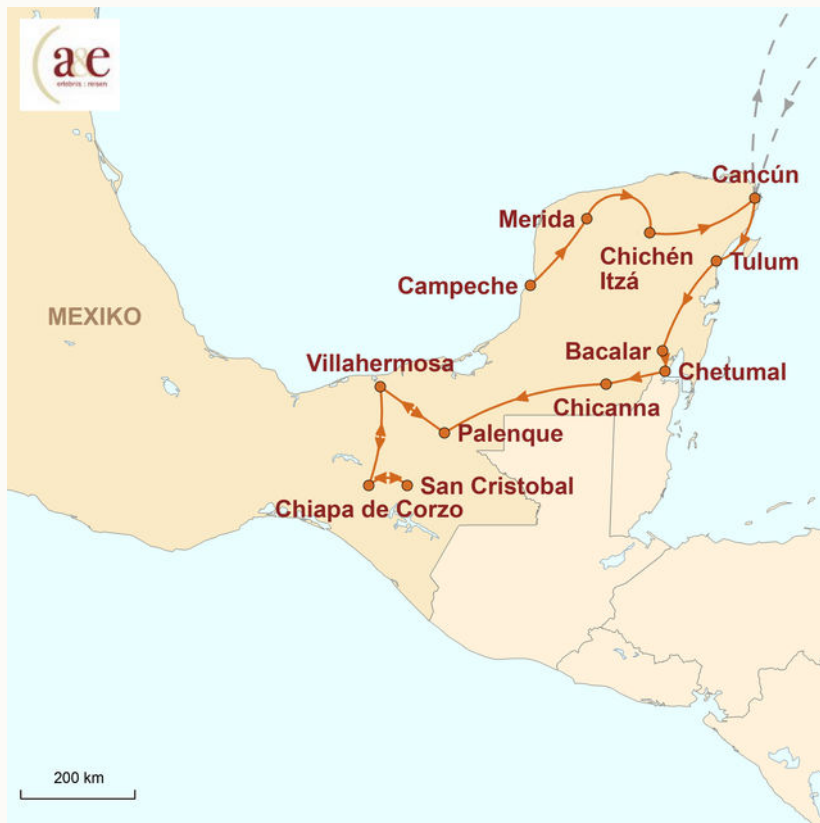 a&e
erlebnis : reisen
Cancún
Merida
Chichén
Itzá
Tulum
Campeche
MEXIKO
Bacalar
Villahermosa
Chetumal
Chicanna
Palenque
San Cristobal
Chiapa de Corzo
200 km